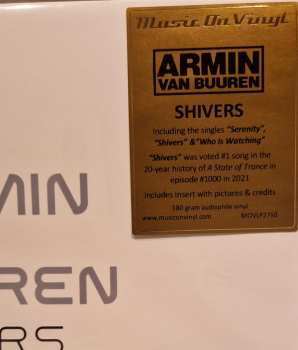 Music On Vinyl
ARMIN
VAN BUUREN
SHIVERS
Including the singles "Serenity",
"Shivers" & "Who Is Watching"
"Shivers" was voted #1 song in the
20-year history of A State of Trance in
episode #1000 in 2021
Includes insert with pictures & credits
180 gram audiophile vinyl
www.musiconvinyl.com MOVLP2750
MIN
REN
RS